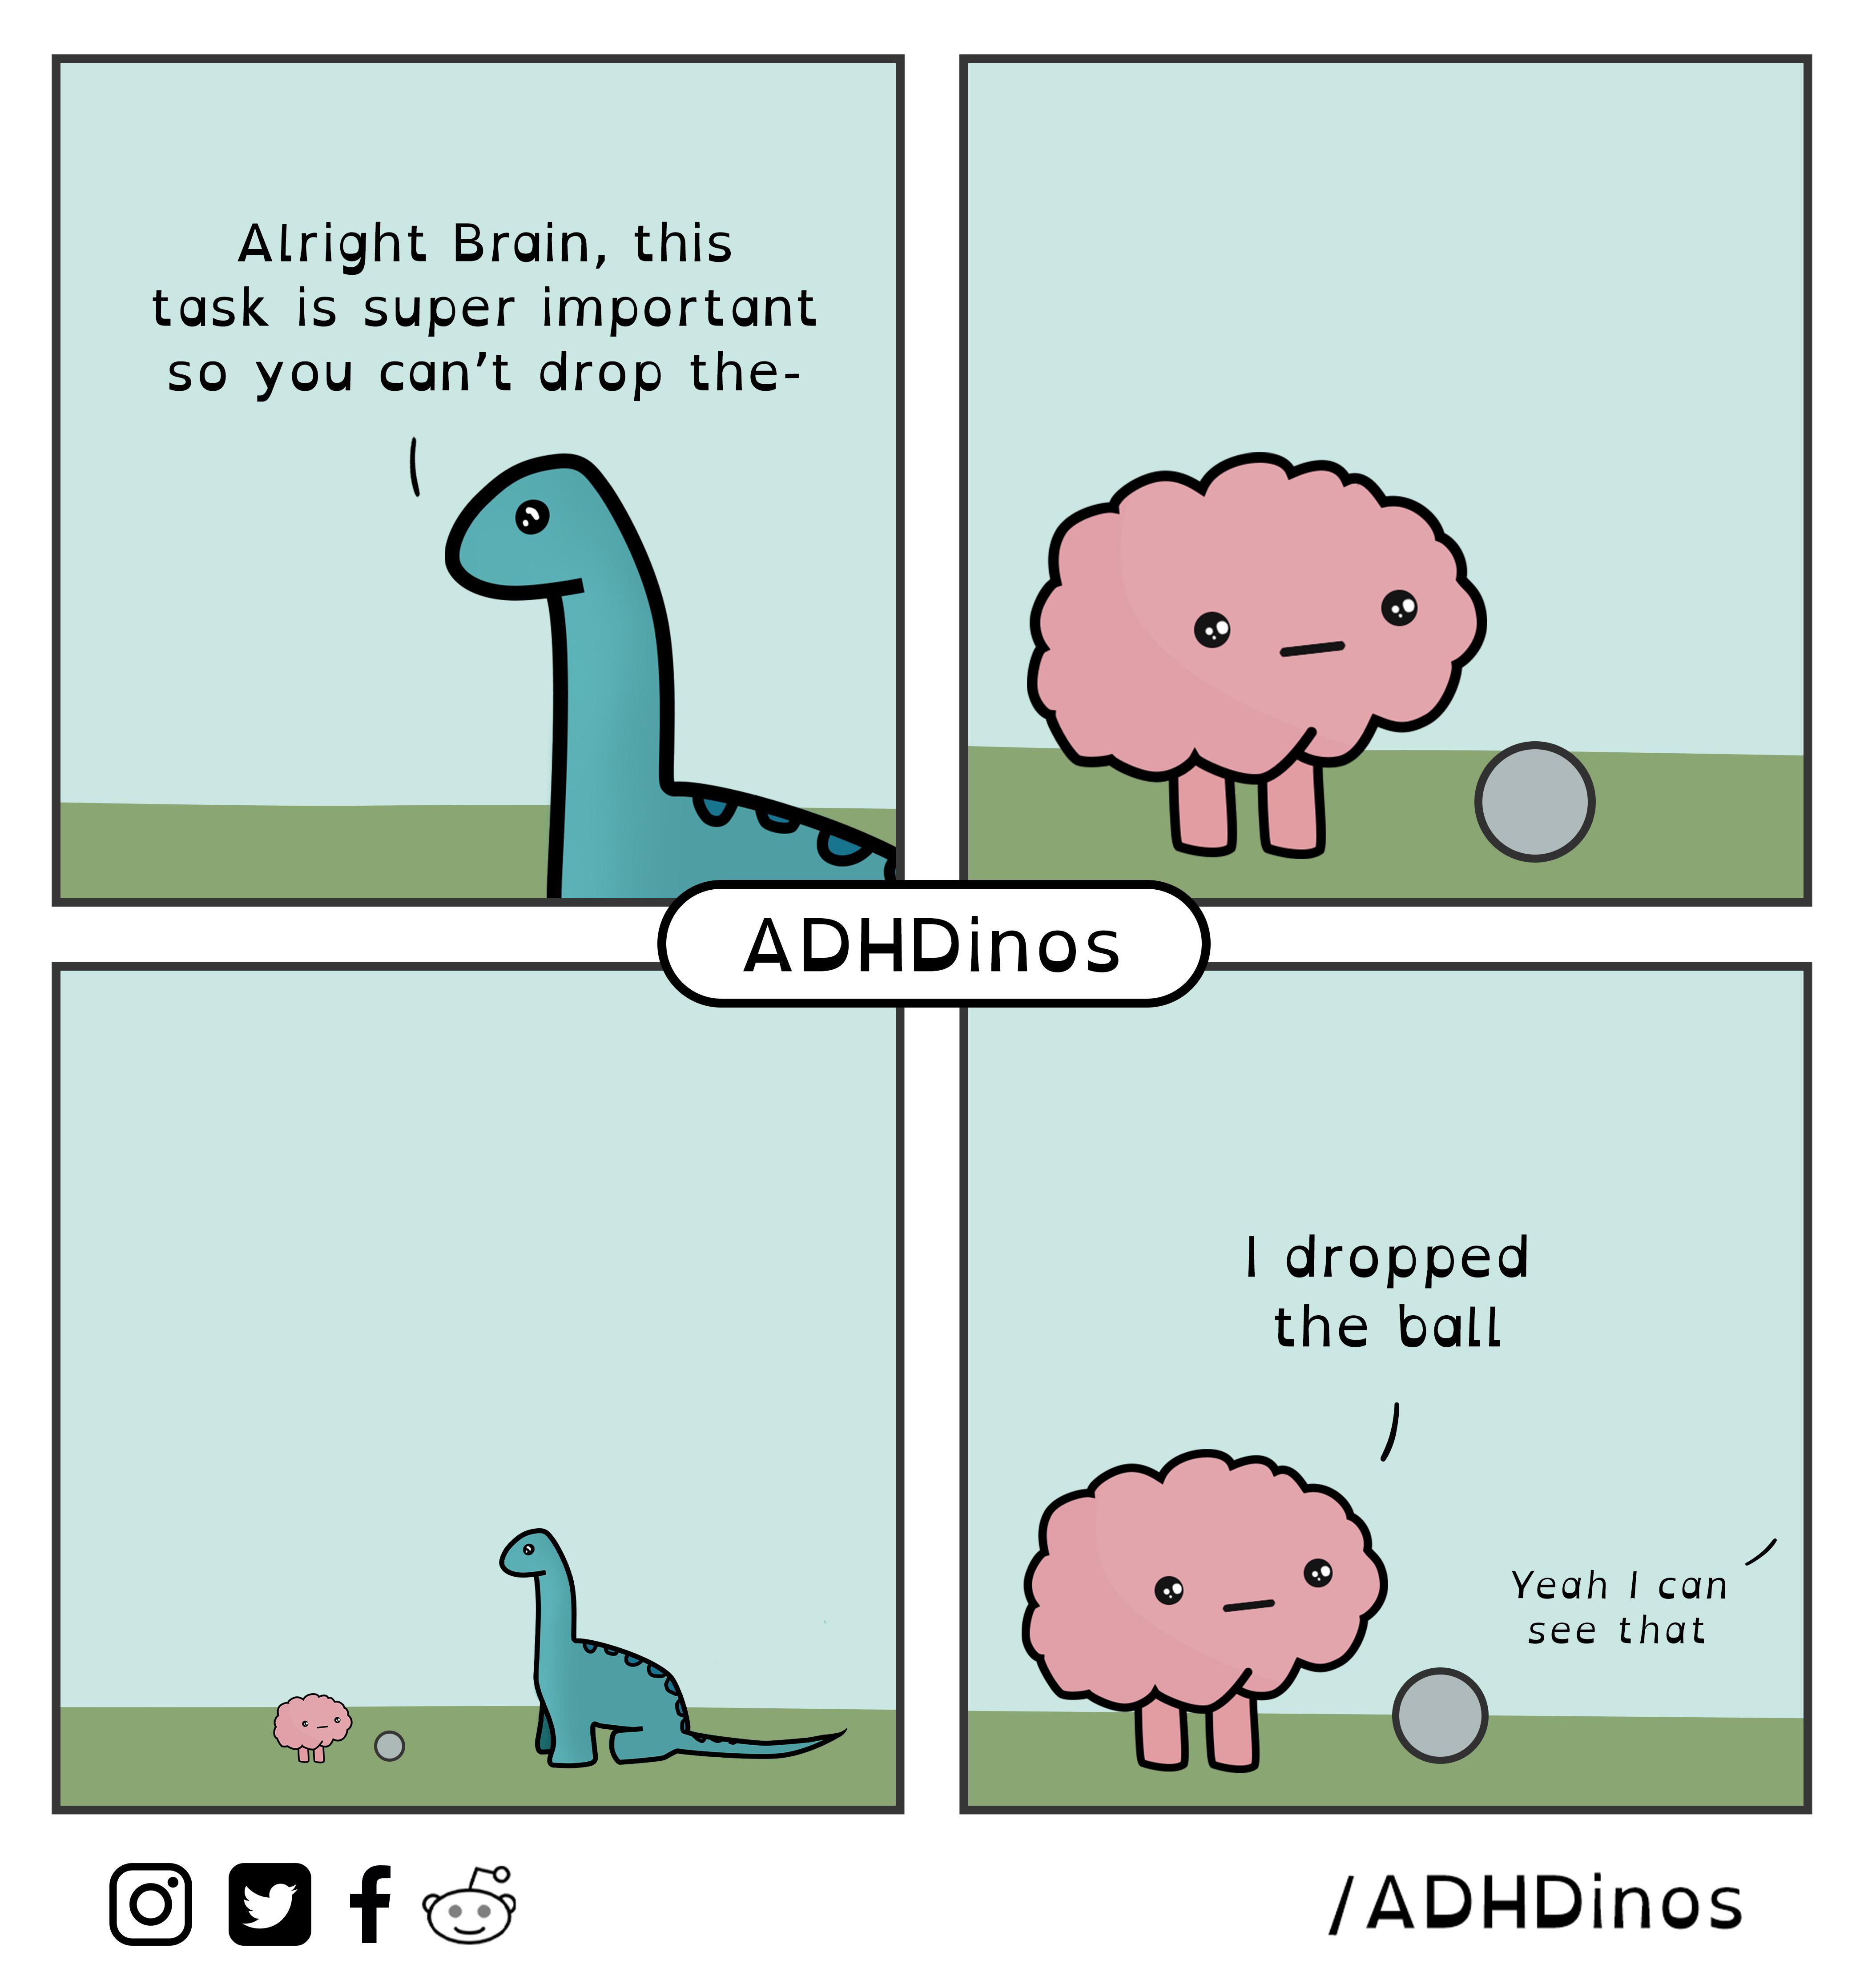 Alright Brain, this
task is super important
so you can't drop the-
ADHDinos
I dropped
the ball
Yeah I can
see that
/ADHDinos